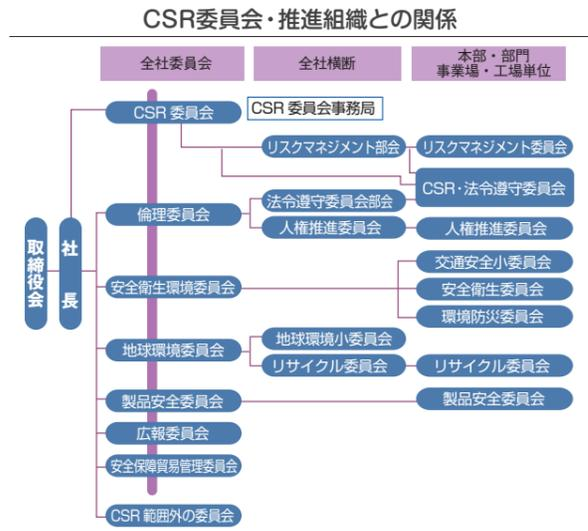 CSR委員会・推進組織との関係
全社委員会
全社横断
本部・部門
事業場・工場単位
CSR 委員会
CSR 委員会事務局
リスクマネジメント部会
リスクマネジメント委員会
CSR・法令遵守委員会
倫理委員会
法令遵守委員会部会
人権推進委員会
人権推進委員会
取締役会
社長
交通安全小委員会
安全衛生環境委員会
安全衛生委員会
環境防災委員会
地球環境委員会
地球環境小委員会
リサイクル委員会
リサイクル委員会
製品安全委員会
製品安全委員会
広報委員会
安全保障貿易管理委員会
CSR 範囲外の委員会